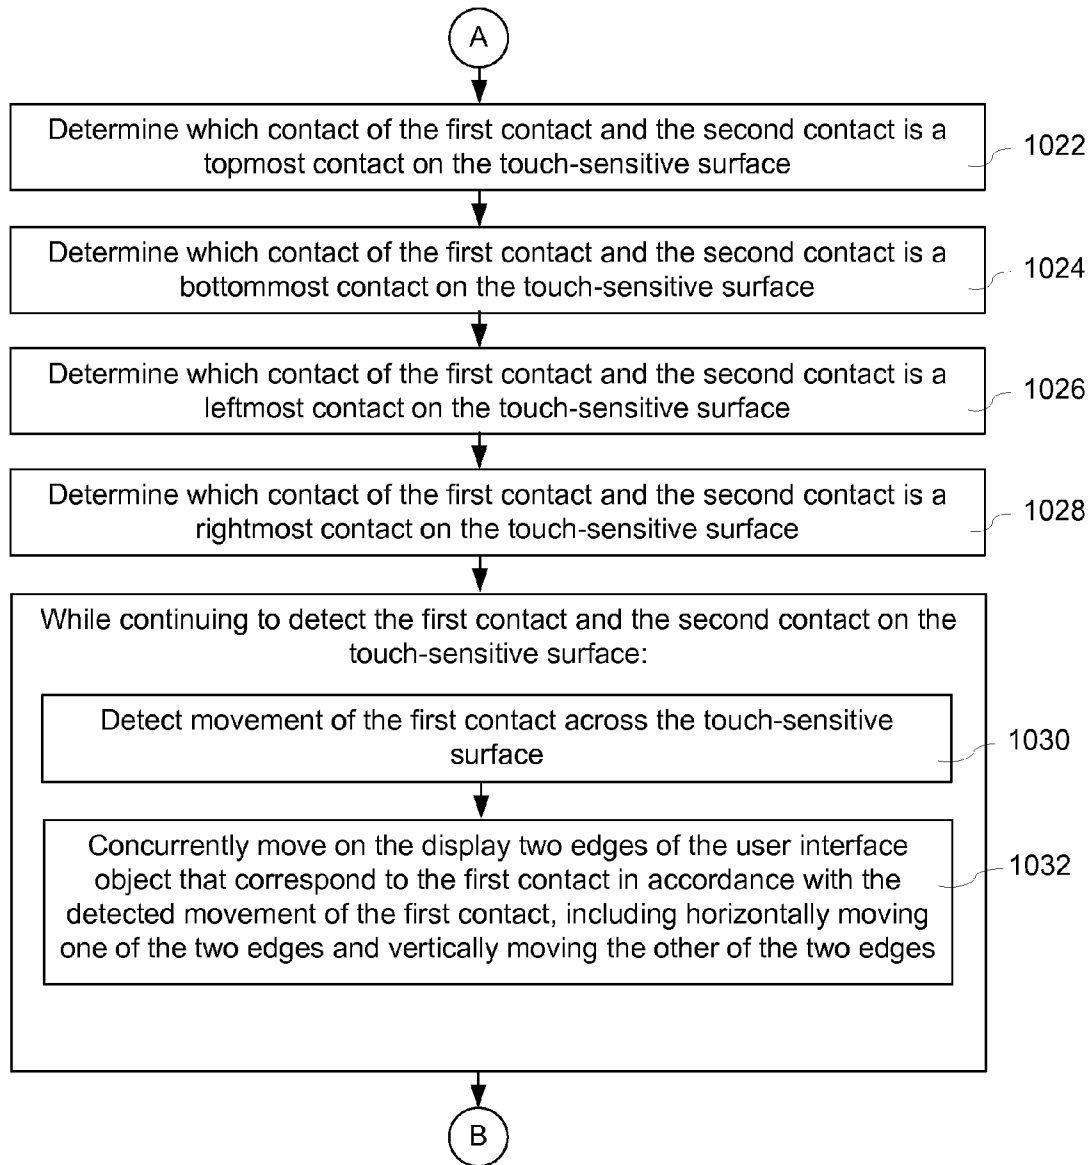 A
Determine which contact of the first contact and the second contact is a
topmost contact on the touch-sensitive surface
1022
Determine which contact of the first contact and the second contact is a
bottommost contact on the touch-sensitive surface
1024
Determine which contact of the first contact and the second contact is a
leftmost contact on the touch-sensitive surface
1026
Determine which contact of the first contact and the second contact is a
rightmost contact on the touch-sensitive surface
1028
While continuing to detect the first contact and the second contact on the
touch-sensitive surface:
Detect movement of the first contact across the touch-sensitive
surface
1030
Concurrently move on the display two edges of the user interface
object that correspond to the first contact in accordance with the
detected movement of the first contact, including horizontally moving
one of the two edges and vertically moving the other of the two edges
1032
B